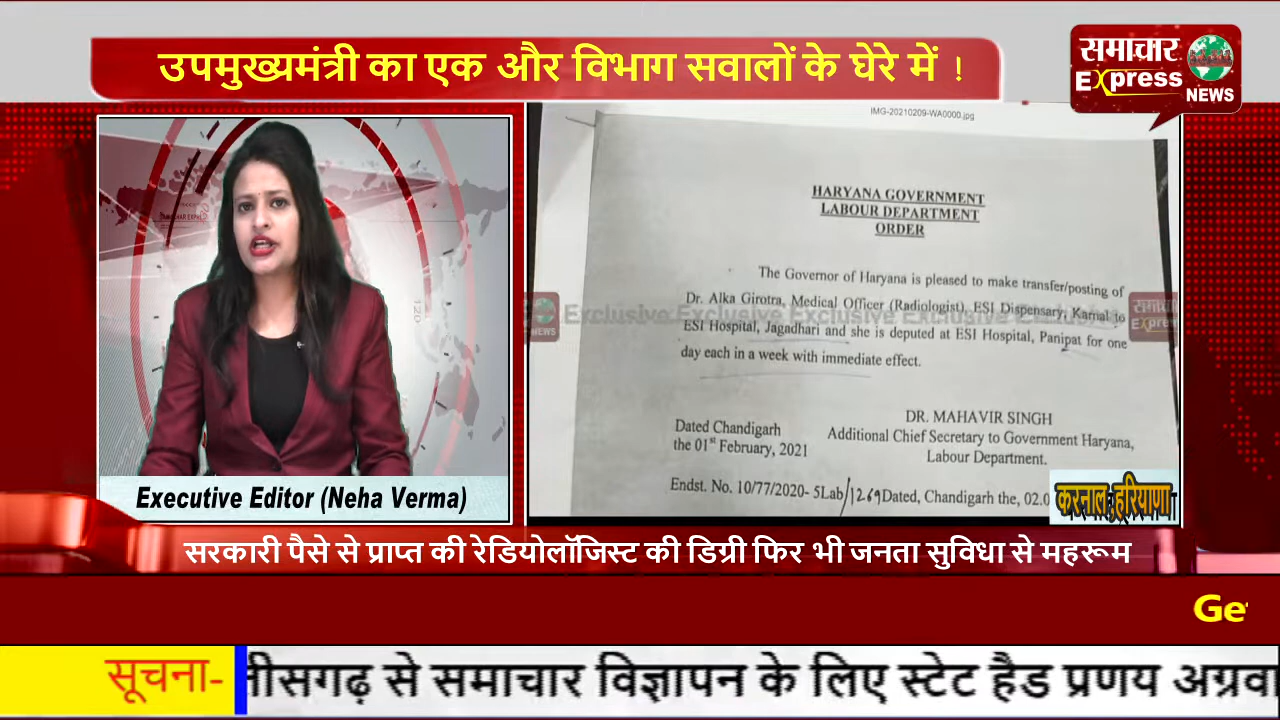 उपमुख्यमंत्री का एक और विभाग सवालों के घेरे में !
समाचार
Express
NEWS
IMG-20210209-WA0000.jpg
HARYANA GOVERNMENT
LABOUR DEPARTMENT
ORDER
The Governor of Haryana is pleased to make transfer/posting of
Dr. Alka Girotra, Medical Officer (Radiologist), ESI Dispensary, Karnal to
ESI Hospital, Jagadhari and she is deputed at ESI Hospital, Panipat for one
day each in a week with immediate effect.
Exclusive Exclusive Exclusive Exclusive Exclusive
DR. MAHAVIR SINGH
Additional Chief Secretary to Government Haryana,
Labour Department.
Dated Chandigarh
the 01st February, 2021
Endst. No. 10/77/2020- 5Lab/1269 Dated, Chandigarh the, 02.0
करनाल, हरियाणा
Executive Editor (Neha Verma)
सरकारी पैसे से प्राप्त की रेडियोलॉजिस्ट की डिग्री फिर भी जनता सुविधा से महरूम
Ge
सूचना-
त्तीसगढ़ से समाचार विज्ञापन के लिए स्टेट हैड प्रणय अग्रवा